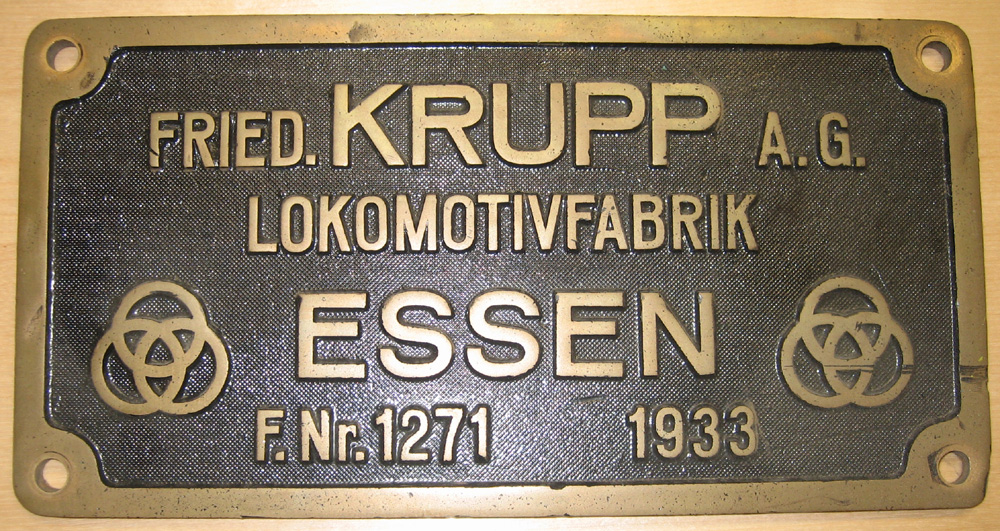 FRIED. KRUPP A.G.
LOKOMOTIVFABRIK
ESSEN
F. Nr. 1271 1933